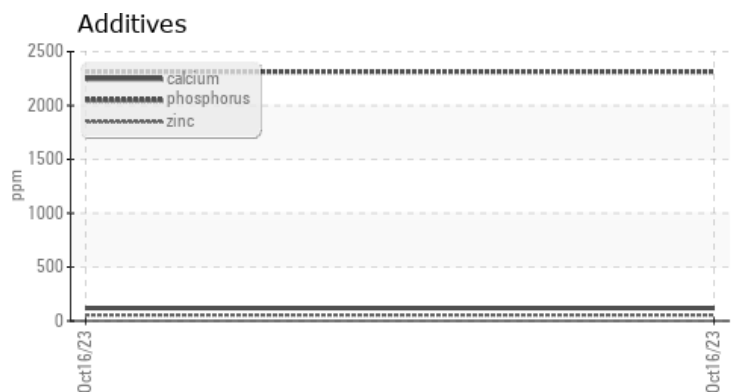 Additives
2500
2000
1500
1000
500
0
ppm
calcium
phosphorus
zinc
Oct16/23
Oct16/23